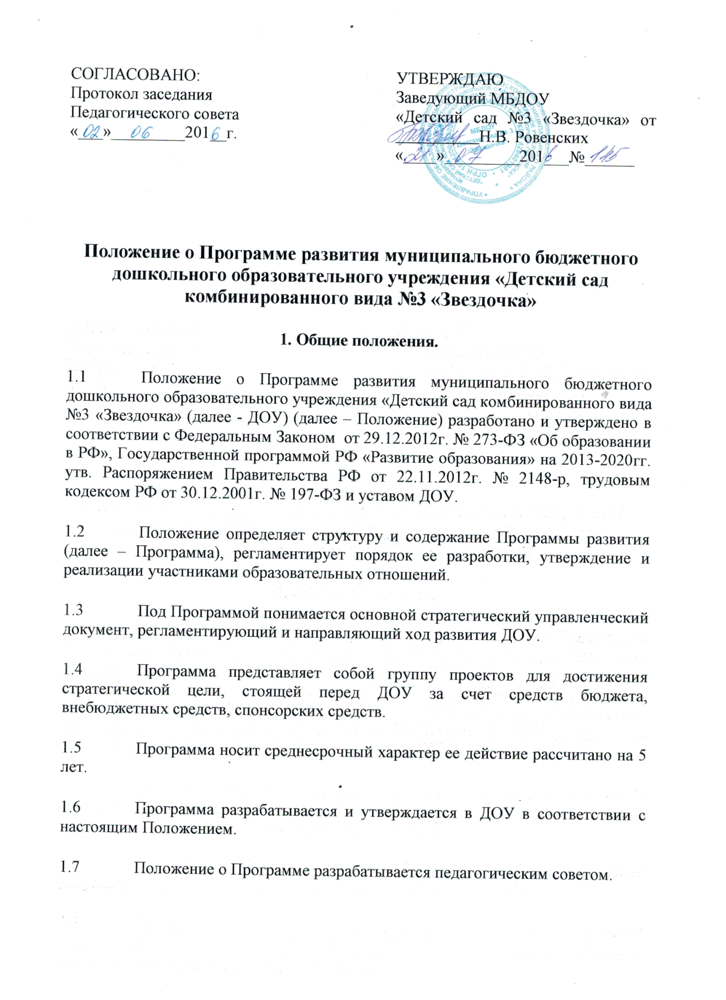 СОГЛАСОВАНО:
Протокол заседания
Педагогического совета
«02» 06 2016 г.
УТВЕРЖДАЮ
Заведующий МБДОУ
«Детский сад №3 «Звездочка» от
Н.В. Ровенских
«21» 07 2016 № 145
МБДОУ
Детский сад № 3
"Звездочка"
Положение о Программе развития муниципального бюджетного
дошкольного образовательного учреждения «Детский сад
комбинированного вида №3 «Звездочка»
1. Общие положения.
1.1 Положение о Программе развития муниципального бюджетного
дошкольного образовательного учреждения «Детский сад комбинированного вида
№3 «Звездочка» (далее - ДОУ) (далее – Положение) разработано и утверждено в
соответствии с Федеральным Законом от 29.12.2012г. № 273-ФЗ «Об образовании
в РФ», Государственной программой РФ «Развитие образования» на 2013-2020гг.
утв. Распоряжением Правительства РФ от 22.11.2012г. № 2148-р, трудовым
кодексом РФ от 30.12.2001г. № 197-ФЗ и уставом ДОУ.
1.2 Положение определяет структуру и содержание Программы развития
(далее – Программа), регламентирует порядок ее разработки, утверждение и
реализации участниками образовательных отношений.
1.3 Под Программой понимается основной стратегический управленческий
документ, регламентирующий и направляющий ход развития ДОУ.
1.4 Программа представляет собой группу проектов для достижения
стратегической цели, стоящей перед ДОУ за счет средств бюджета,
внебюджетных средств, спонсорских средств.
1.5 Программа носит среднесрочный характер ее действие рассчитано на 5
лет.
1.6 Программа разрабатывается и утверждается в ДОУ в соответствии с
настоящим Положением.
1.7 Положение о Программе разрабатывается педагогическим советом.